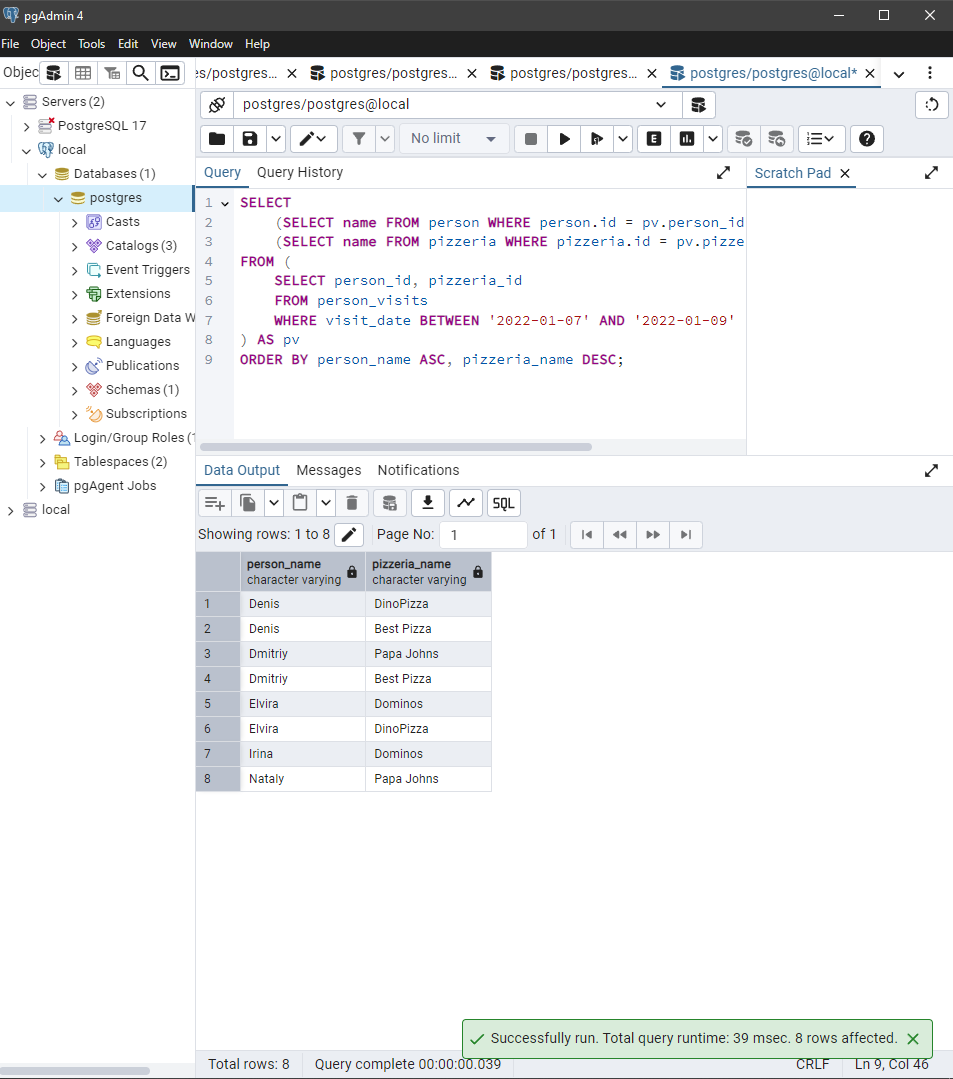 pgAdmin 4
File Object Tools Edit View Window Help
Objec
es/postgres... postgres/postgres... postgres/postgres... postgres/postgres@local*
Servers (2)
PostgreSQL 17
local
Databases (1)
postgres
Casts
Catalogs (3)
Event Triggers
Extensions
Foreign Data W
Languages
Publications
Schemas (1)
Subscriptions
Login/Group Roles (1
Tablespaces (2)
pgAgent Jobs
local
postgres/postgres@local
No limit
E
Query Query History
Scratch Pad
1 SELECT
2 (SELECT name FROM person WHERE person.id = pv.person_id
3 (SELECT name FROM pizzeria WHERE pizzeria.id = pv.pizze
4 FROM (
5 SELECT person_id, pizzeria_id
6 FROM person_visits
7 WHERE visit_date BETWEEN '2022-01-07' AND '2022-01-09'
8 ) AS pv
9 ORDER BY person_name ASC, pizzeria_name DESC;
Data Output Messages Notifications
SQL
Showing rows: 1 to 8 Page No: 1 of 1
person_name pizzeria_name
character varying character varying
1 Denis DinoPizza
2 Denis Best Pizza
3 Dmitriy Papa Johns
4 Dmitriy Best Pizza
5 Elvira Dominos
6 Elvira DinoPizza
7 Irina Dominos
8 Nataly Papa Johns
Successfully run. Total query runtime: 39 msec. 8 rows affected.
Total rows: 8 Query complete 00:00:00.039 CRLF Ln 9, Col 46